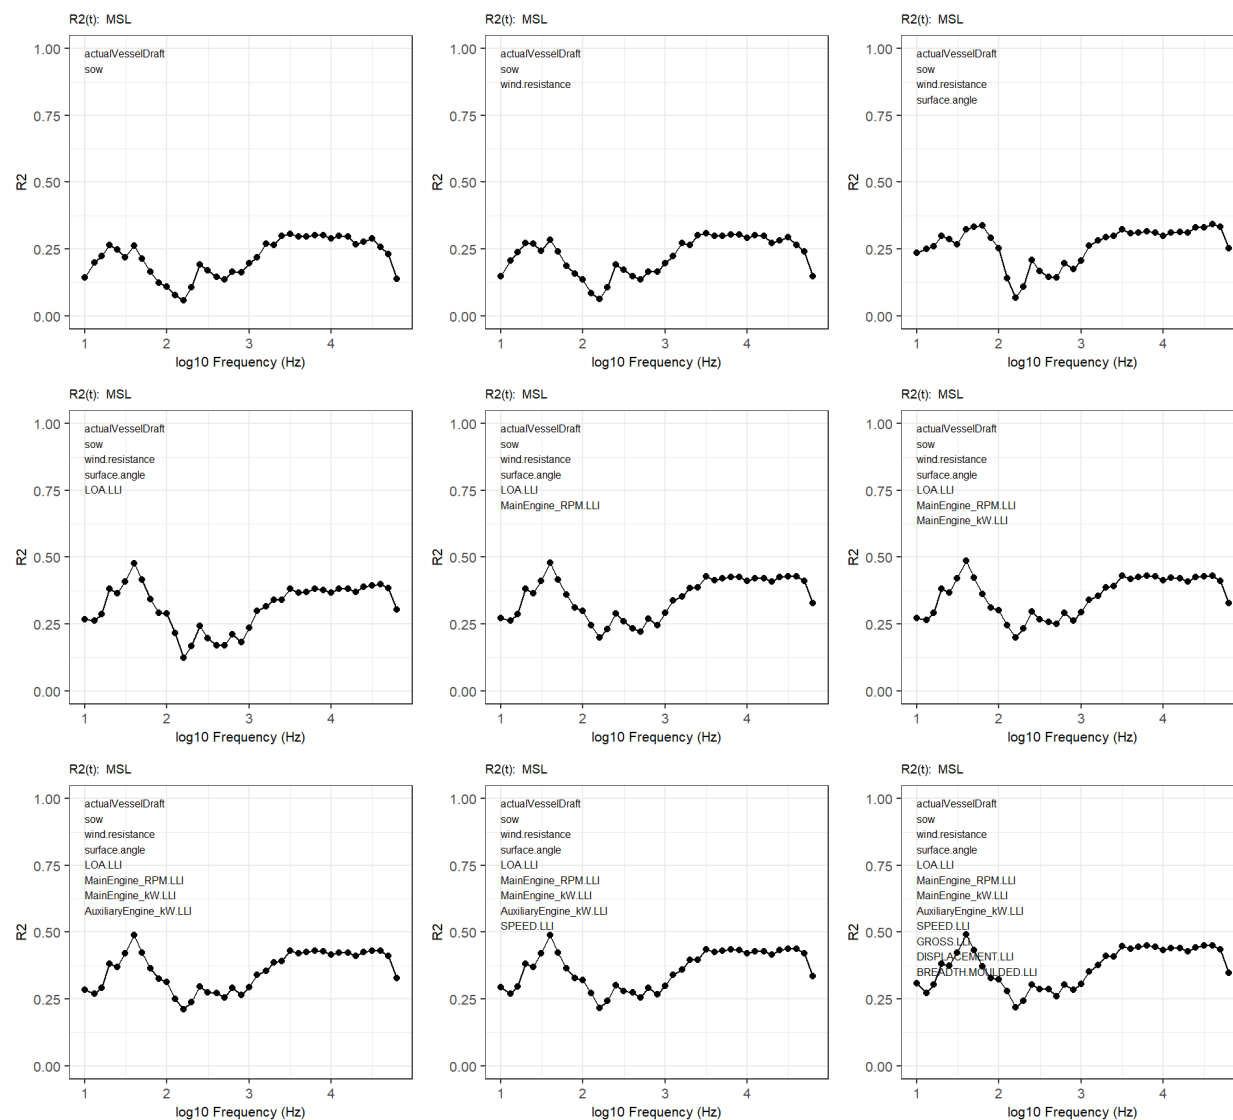 R2(t):  MSL
actualVesselDraft
sow
1.00
0.75
0.50
0.25
0.00
R2
1 2 3 4
log10 Frequency (Hz)
R2(t):  MSL
actualVesselDraft
sow
wind.resistance
1.00
0.75
0.50
0.25
0.00
R2
1 2 3 4
log10 Frequency (Hz)
R2(t):  MSL
actualVesselDraft
sow
wind.resistance
surface.angle
1.00
0.75
0.50
0.25
0.00
R2
1 2 3 4
log10 Frequency (Hz)
R2(t):  MSL
actualVesselDraft
sow
wind.resistance
surface.angle
LOA.LLI
1.00
0.75
0.50
0.25
0.00
R2
1 2 3 4
log10 Frequency (Hz)
R2(t):  MSL
actualVesselDraft
sow
wind.resistance
surface.angle
LOA.LLI
MainEngine_RPM.LLI
1.00
0.75
0.50
0.25
0.00
R2
1 2 3 4
log10 Frequency (Hz)
R2(t):  MSL
actualVesselDraft
sow
wind.resistance
surface.angle
LOA.LLI
MainEngine_RPM.LLI
MainEngine_kW.LLI
1.00
0.75
0.50
0.25
0.00
R2
1 2 3 4
log10 Frequency (Hz)
R2(t):  MSL
actualVesselDraft
sow
wind.resistance
surface.angle
LOA.LLI
MainEngine_RPM.LLI
MainEngine_kW.LLI
AuxiliaryEngine_kW.LLI
1.00
0.75
0.50
0.25
0.00
R2
1 2 3 4
log10 Frequency (Hz)
R2(t):  MSL
actualVesselDraft
sow
wind.resistance
surface.angle
LOA.LLI
MainEngine_RPM.LLI
MainEngine_kW.LLI
AuxiliaryEngine_kW.LLI
SPEED.LLI
1.00
0.75
0.50
0.25
0.00
R2
1 2 3 4
log10 Frequency (Hz)
R2(t):  MSL
actualVesselDraft
sow
wind.resistance
surface.angle
LOA.LLI
MainEngine_RPM.LLI
MainEngine_kW.LLI
AuxiliaryEngine_kW.LLI
SPEED.LLI
GROSS.LLI
DISPLACEMENT.LLI
BREADTH.MOULDED.LLI
1.00
0.75
0.50
0.25
0.00
R2
1 2 3 4
log10 Frequency (Hz)